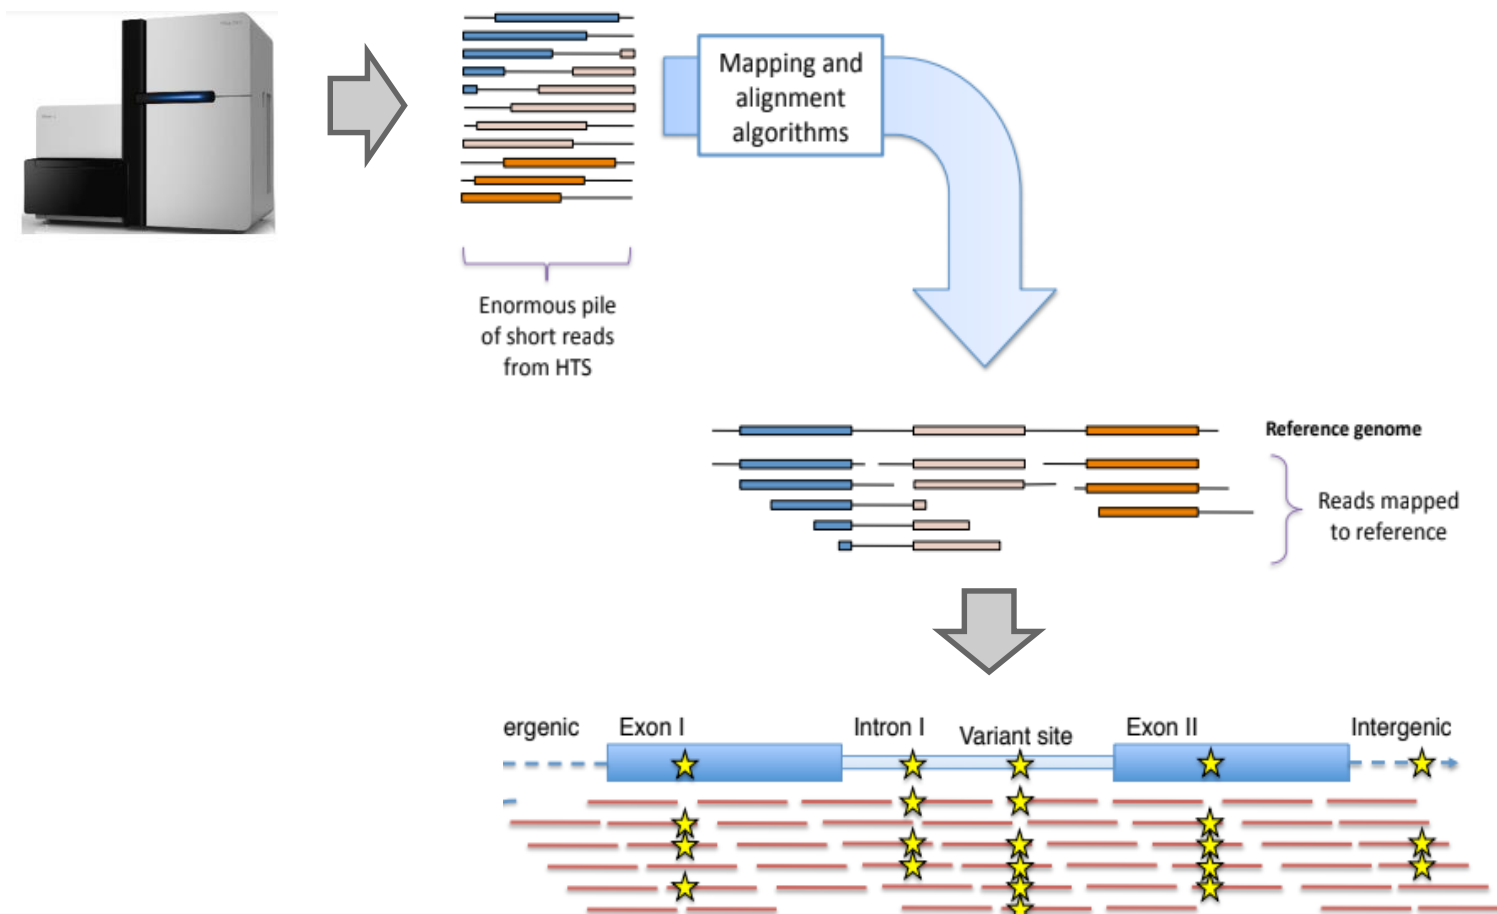 Mapping and
alignment
algorithms
Enormous pile
of short reads
from HTS
Reference genome
Reads mapped
to reference
ergenic
Exon I
Intron I
Variant site
Exon II
Intergenic